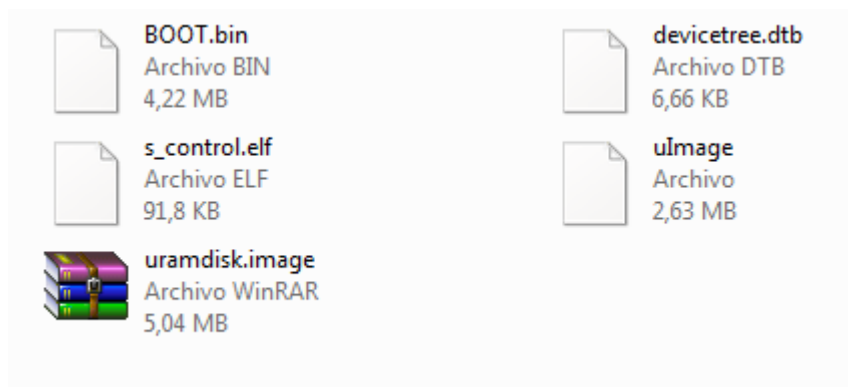 BOOT.bin
Archivo BIN
4,22 MB
devicetree.dtb
Archivo DTB
6,66 KB
s_control.elf
Archivo ELF
91,8 KB
uImage
Archivo
2,63 MB
uramdisk.image
Archivo WinRAR
5,04 MB